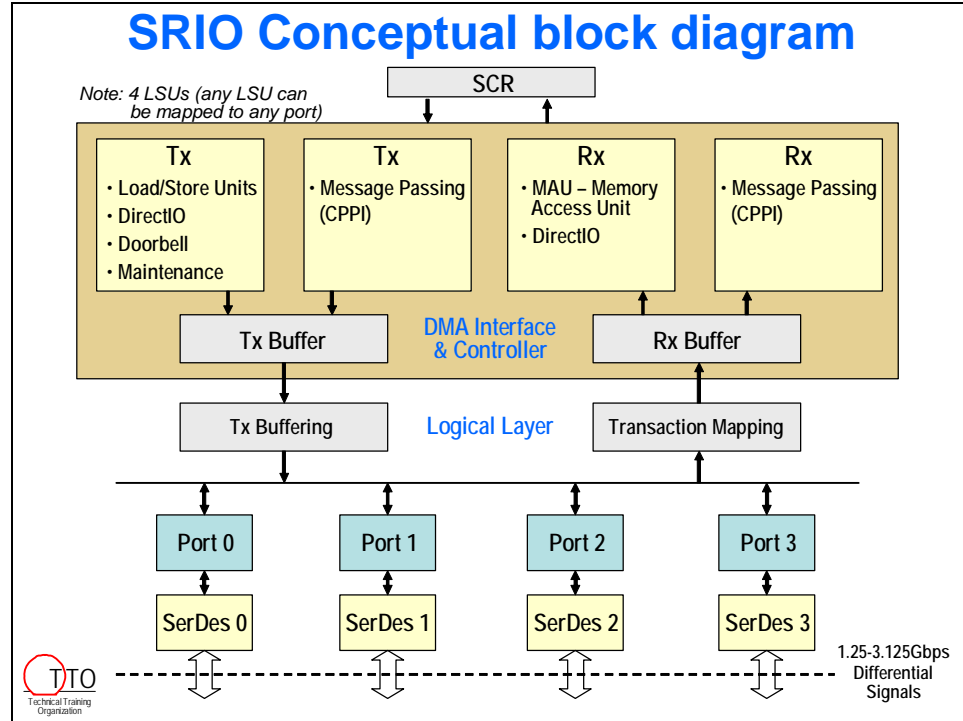 SRIO Conceptual block diagram
Note: 4 LSUs (any LSU can
be mapped to any port)
SCR
Tx
· Load/Store Units
· DirectIO
· Doorbell
· Maintenance
Tx
· Message Passing
(CPPI)
Rx
· MAU – Memory
Access Unit
· DirectIO
Rx
· Message Passing
(CPPI)
Tx Buffer
DMA Interface
& Controller
Rx Buffer
Tx Buffering
Logical Layer
Transaction Mapping
Port 0
Port 1
Port 2
Port 3
SerDes 0
SerDes 1
SerDes 2
SerDes 3
1.25-3.125Gbps
Differential
Signals
TTO
Technical Training
Organization